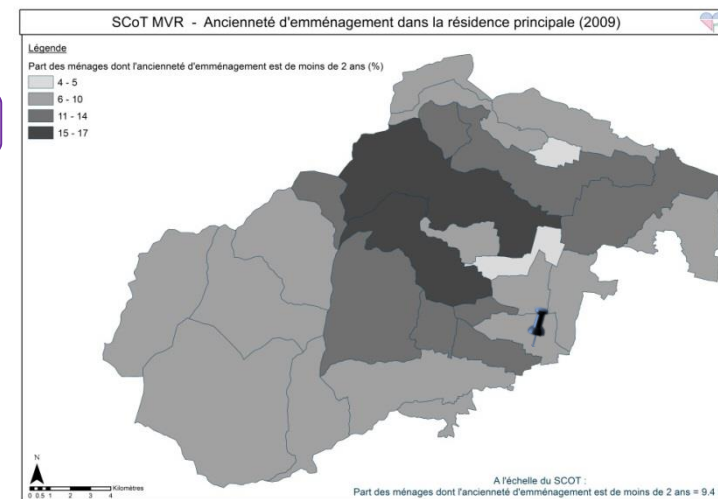 SCoT MVR - Ancienneté d'emménagement dans la résidence principale (2009)
Légende
Part des ménages dont l'ancienneté d'emménagement est de moins de 2 ans (%)
4 - 5
6 - 10
11 - 14
15 - 17
N
Kilomètres
0 0.5 1 2 3 4
A l'échelle du SCOT :
Part des ménages dont l'ancienneté d'emménagement est de moins de 2 ans = 9,4